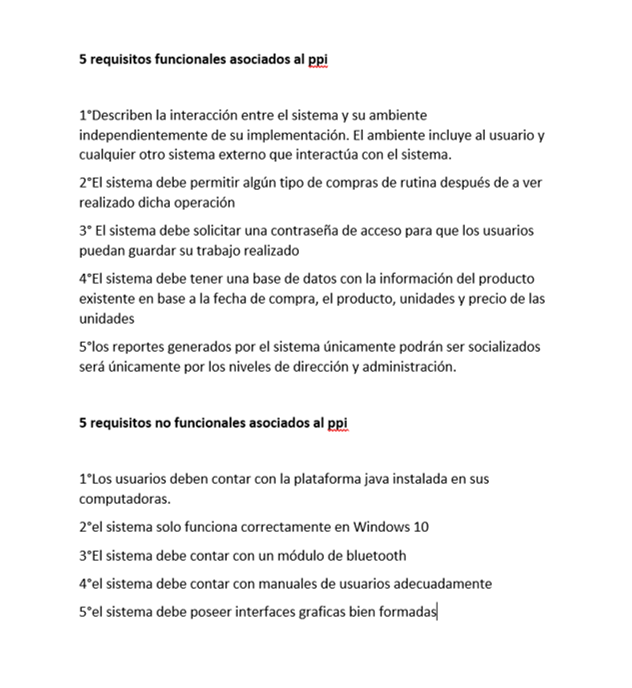 5 requisitos funcionales asociados al ppi
1°Describen la interacción entre el sistema y su ambiente
independientemente de su implementación. El ambiente incluye al usuario y
cualquier otro sistema externo que interactúa con el sistema.
2°El sistema debe permitir algún tipo de compras de rutina después de a ver
realizado dicha operación
3° El sistema debe solicitar una contraseña de acceso para que los usuarios
puedan guardar su trabajo realizado
4°El sistema debe tener una base de datos con la información del producto
existente en base a la fecha de compra, el producto, unidades y precio de las
unidades
5°los reportes generados por el sistema únicamente podrán ser socializados
será únicamente por los niveles de dirección y administración.
5 requisitos no funcionales asociados al ppi
1°Los usuarios deben contar con la plataforma java instalada en sus
computadoras.
2°el sistema solo funciona correctamente en Windows 10
3°El sistema debe contar con un módulo de bluetooth
4°el sistema debe contar con manuales de usuarios adecuadamente
5°el sistema debe poseer interfaces graficas bien formadas